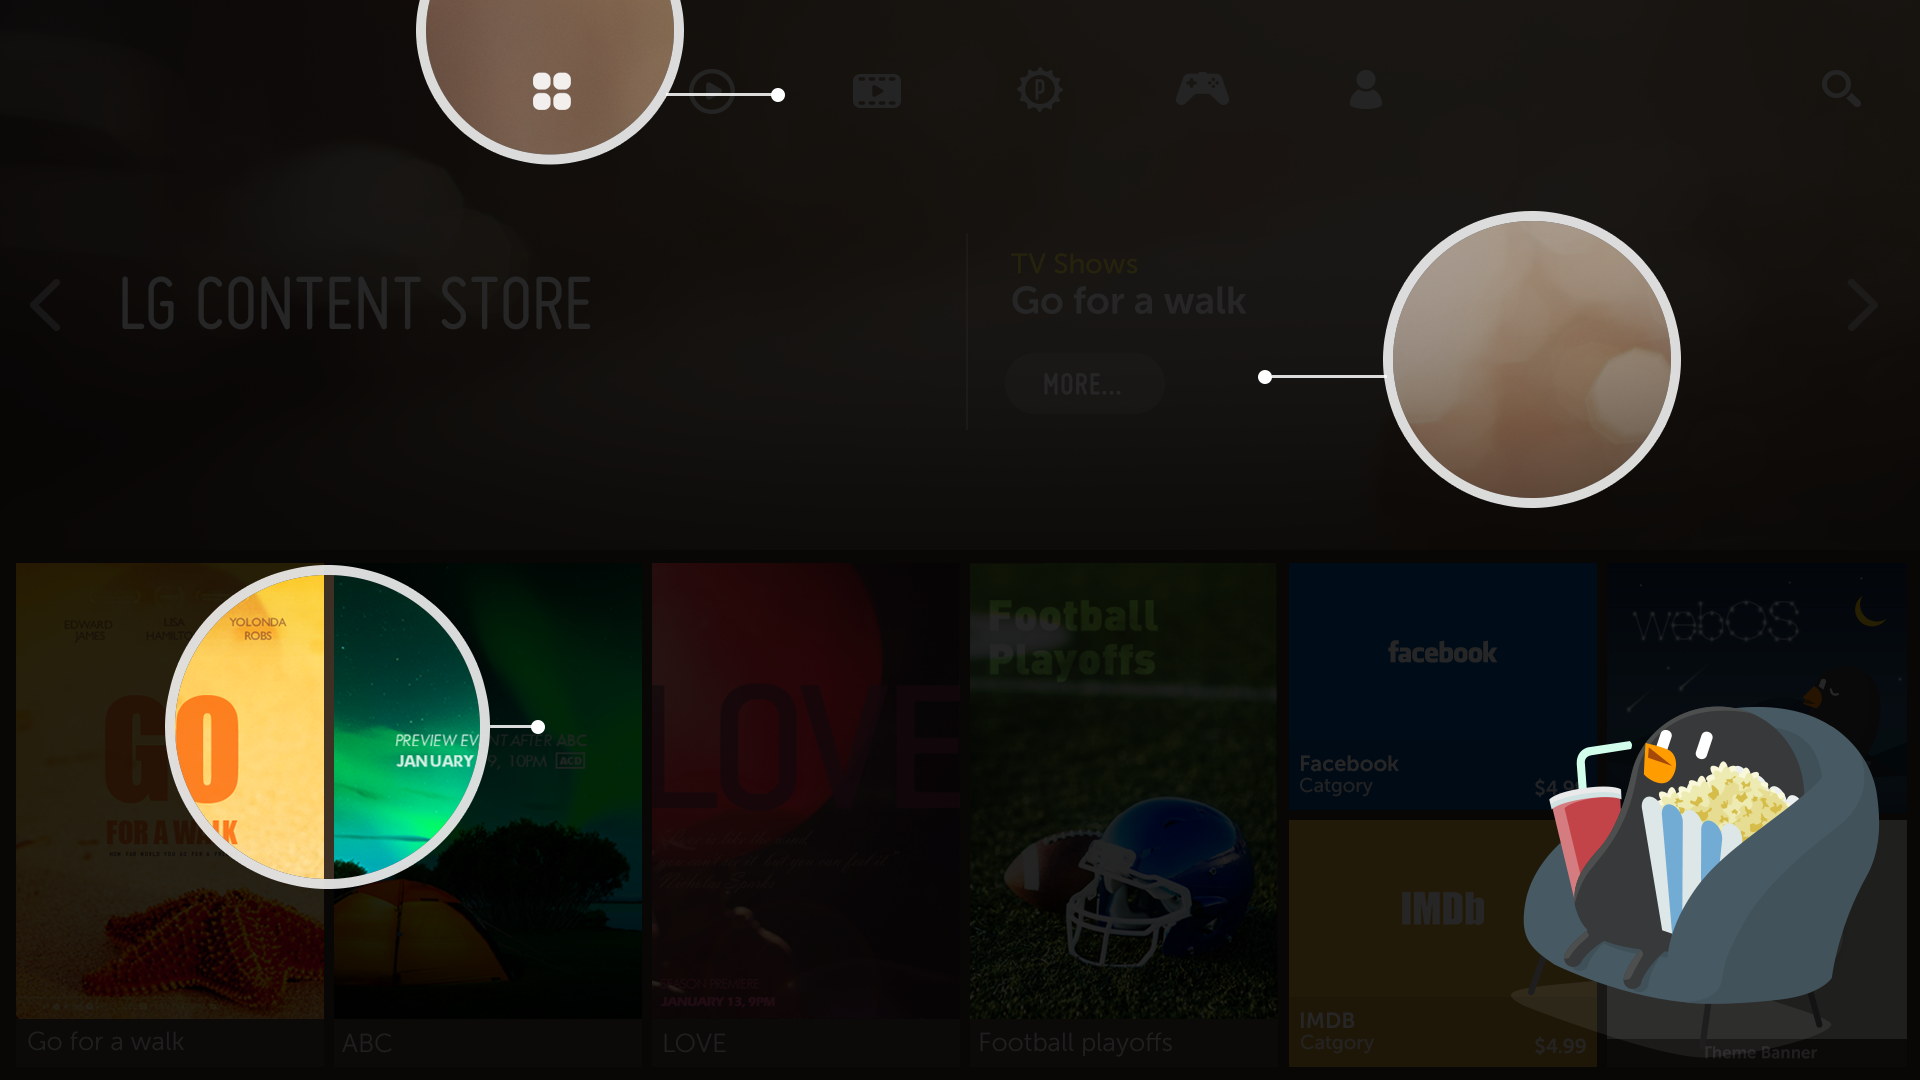 LG CONTENT STORE
TV Shows
Go for a walk
MORE...
EDWARD
JAMES
LISA
HAMILTO
YOLONDA
ROBS
GO
FOR A WALK
Go for a walk
PREVIEW EVENT AFTER ABC
JANUARY 9, 10PM ACD
ABC
LOVE
JANUARY 13, 9PM
LOVE
Football
Playoffs
Football playoffs
facebook
Facebook
Catgory
$4.9
IMDb
IMDB
Catgory
$4.99
webOS
Theme Banner